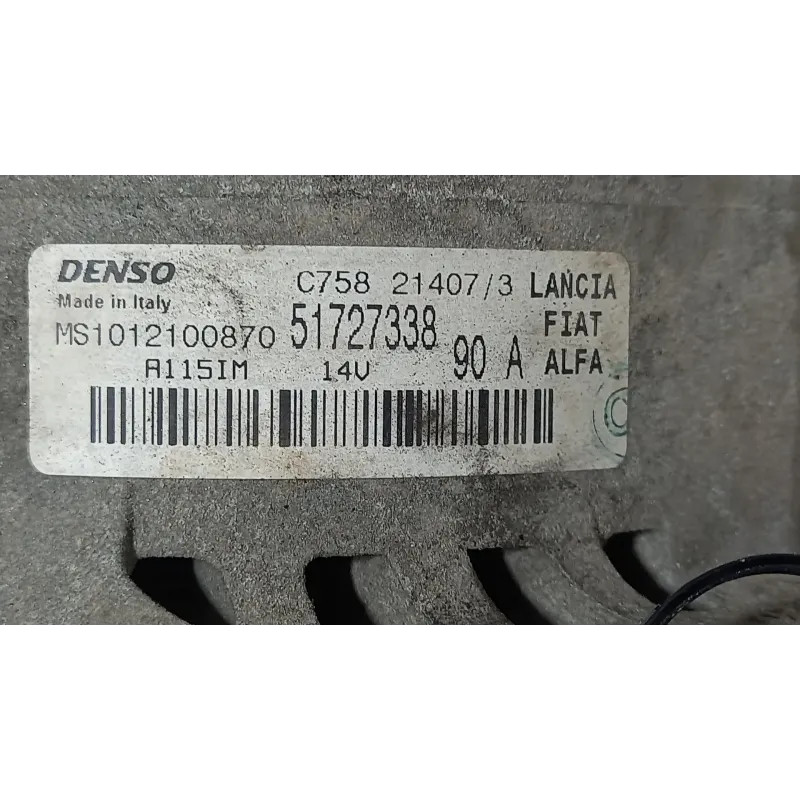 DENSO C758 21407/3 LANCIA
Made in Italy
MS1012100870 51727338 FIAT
A115IM 14V 90 A ALFA
C